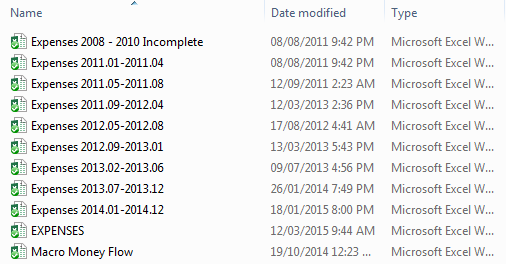 Name Date modified Type
Expenses 2008 - 2010 Incomplete 08/08/2011 9:42 PM Microsoft Excel W...
Expenses 2011.01-2011.04 08/08/2011 9:42 PM Microsoft Excel W...
Expenses 2011.05-2011.08 12/09/2011 2:23 AM Microsoft Excel W...
Expenses 2011.09-2012.04 12/03/2013 2:36 PM Microsoft Excel W...
Expenses 2012.05-2012.08 17/08/2012 4:41 AM Microsoft Excel W...
Expenses 2012.09-2013.01 13/03/2013 5:43 PM Microsoft Excel W...
Expenses 2013.02-2013.06 09/07/2013 4:56 PM Microsoft Excel W...
Expenses 2013.07-2013.12 26/01/2014 7:49 PM Microsoft Excel W...
Expenses 2014.01-2014.12 18/01/2015 8:00 PM Microsoft Excel W...
EXPENSES 12/03/2015 9:44 AM Microsoft Excel W...
Macro Money Flow 19/10/2014 12:23 ... Microsoft Excel W...